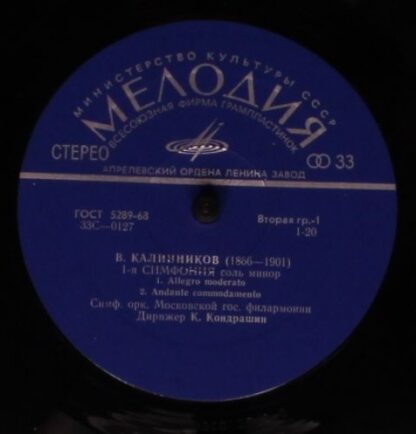 МИНИСТЕРСТВО КУЛЬТУРЫ СССР
МЕЛОДИЯ
ВСЕСОЮЗНАЯ ФИРМА ГРАМПЛАСТИНОК
СТЕРЕО
33
АПРЕЛЕВСКИЙ ОРДЕНА ЛЕНИНА ЗАВОД
ГОСТ 5289-68
Вторая гр.-1
33С—0127
1-20
В. КАЛИННИКОВ (1866—1901)
1-я СИМФОНИЯ соль минор
1. Allegro moderato
2. Andante commodamento
Симф. орк. Московской гос. филармонии
Дирижер К. Кондрашин